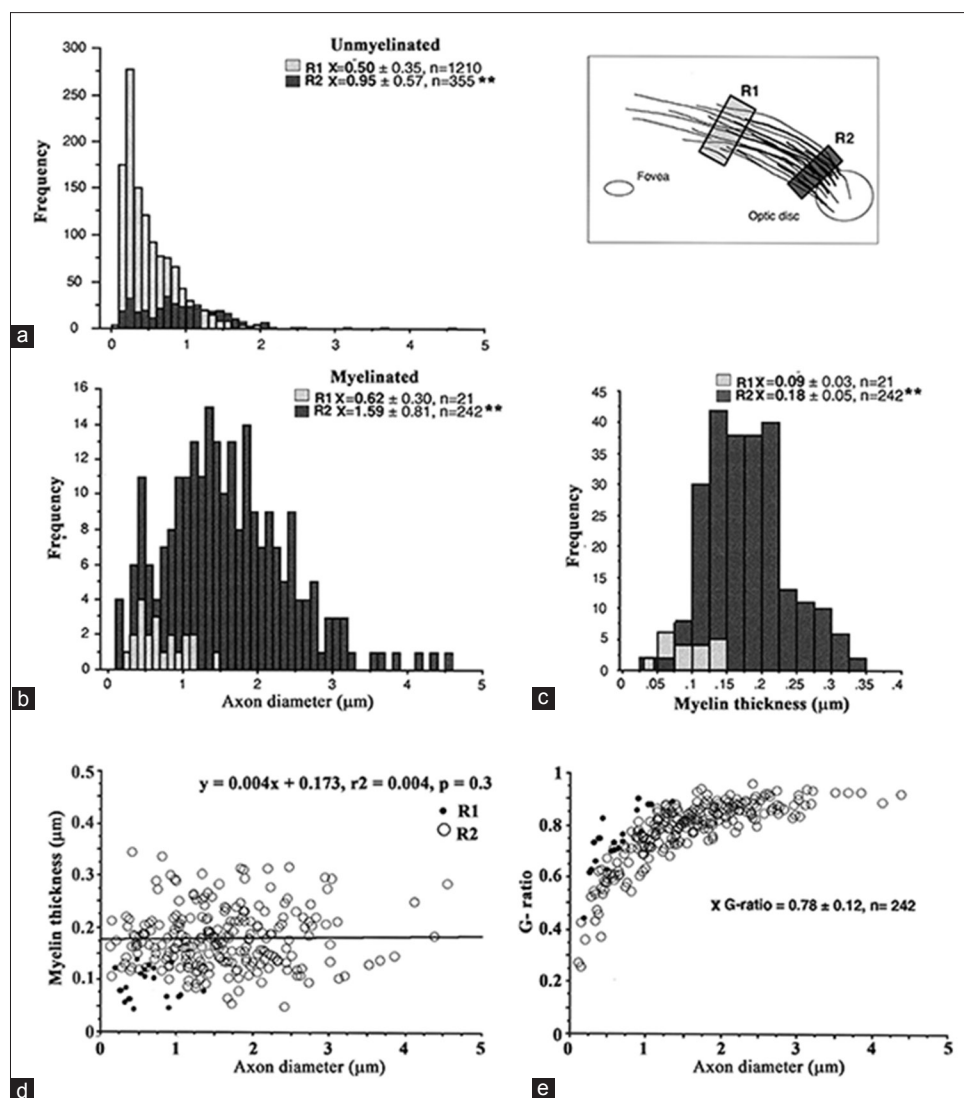 Unmyelinated
R1 X=0.50 ± 0.35, n=1210
R2 X=0.95 ± 0.57, n=355 **
Frequency
300
250
200
150
100
50
0
0 1 2 3 4 5
a
R1
R2
Fovea
Optic disc
Myelinated
R1 X=0.62 ± 0.30, n=21
R2 X=1.59 ± 0.81, n=242 **
Frequency
16
14
12
10
8
6
4
2
0
0 1 2 3 4 5
b
Axon diameter (μm)
R1 X=0.09 ± 0.03, n=21
R2 X=0.18 ± 0.05, n=242 **
Frequency
45
40
35
30
25
20
15
10
5
0
0 .05 .1 .15 .2 .25 .3 .35 .4
c
Myelin thickness (μm)
y = 0.004x + 0.173, r2 = 0.004, p = 0.3
R1
R2
Myelin thickness (μm)
0.5
0.4
0.3
0.2
0.1
0
0 1 2 3 4 5
Axon diameter (μm)
d
G- ratio
1
0.8
0.6
0.4
0.2
0
X G-ratio = 0.78 ± 0.12, n= 242
0 1 2 3 4 5
Axon diameter (μm)
e